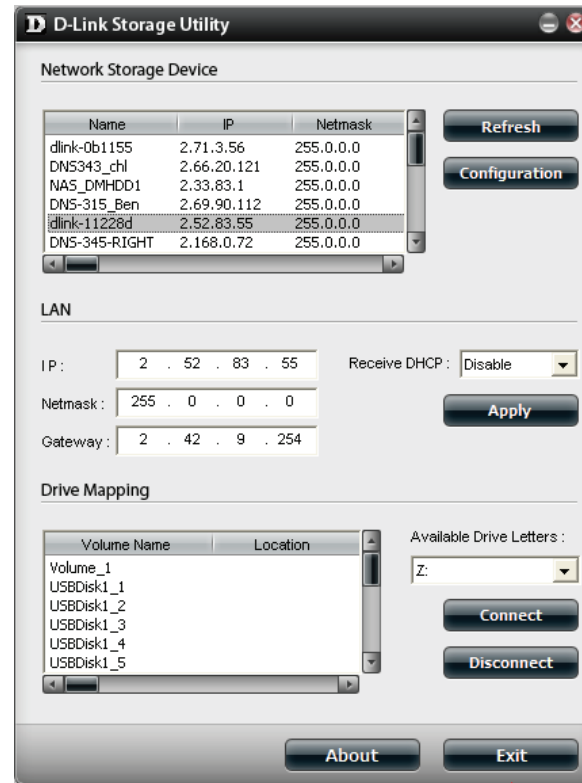 D D-Link Storage Utility
Network Storage Device
Name IP Netmask
dlink-0b1155 2.71.3.56 255.0.0.0
DNS343_chl 2.66.20.121 255.0.0.0
NAS_DMHDD1 2.33.83.1 255.0.0.0
DNS-315_Ben 2.69.90.112 255.0.0.0
dlink-11228d 2.52.83.55 255.0.0.0
DNS-345-RIGHT 2.168.0.72 255.0.0.0
Refresh
Configuration
LAN
IP : 2 . 52 . 83 . 55 Receive DHCP : Disable
Netmask : 255 . 0 . 0 . 0 Apply
Gateway : 2 . 42 . 9 . 254
Drive Mapping
Volume Name Location
Volume_1
USBDisk1_1
USBDisk1_2
USBDisk1_3
USBDisk1_4
USBDisk1_5
Available Drive Letters :
Z:
Connect
Disconnect
About Exit